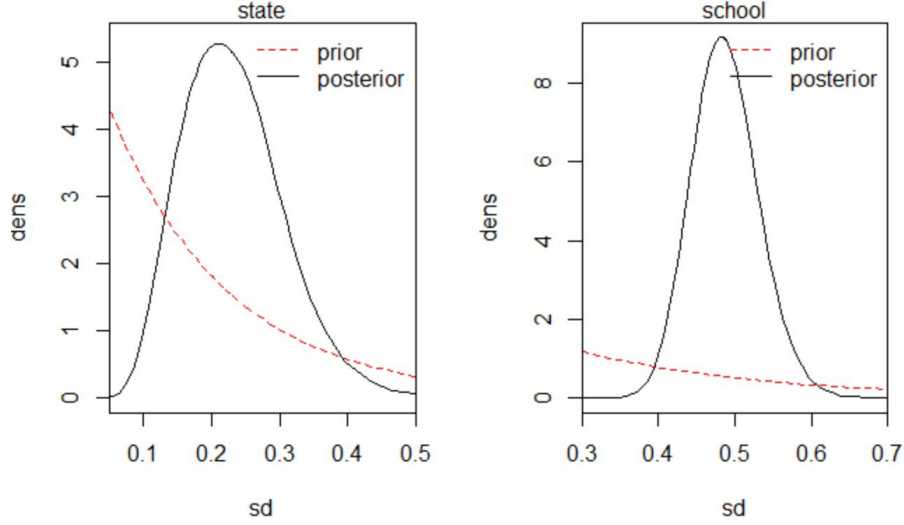 state
prior
posterior
dens
0 1 2 3 4 5
0.1 0.2 0.3 0.4 0.5
sd
school
prior
posterior
dens
0 2 4 6 8
0.3 0.4 0.5 0.6 0.7
sd